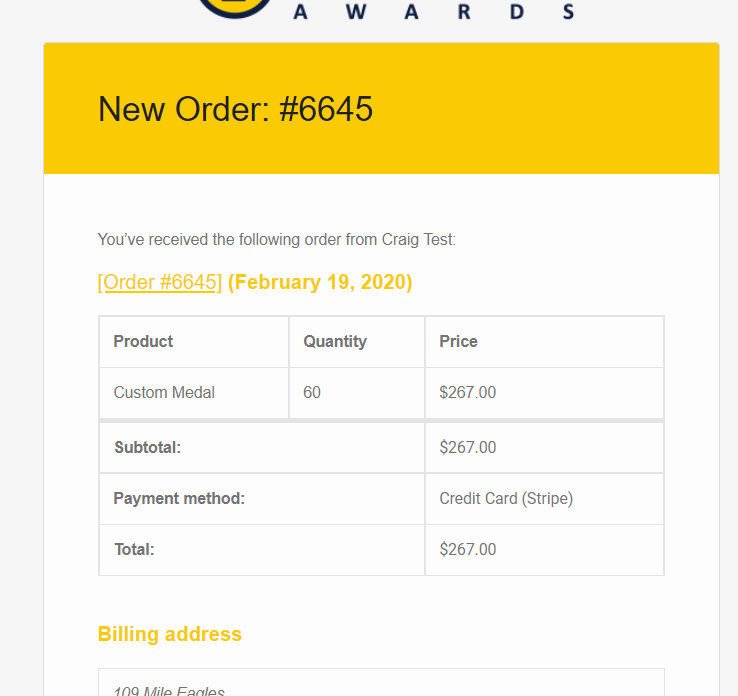 A W A R D S
New Order: #6645
You’ve received the following order from Craig Test:
[Order #6645] (February 19, 2020)
Product Quantity Price
Custom Medal 60 $267.00
Subtotal: $267.00
Payment method: Credit Card (Stripe)
Total: $267.00
Billing address
109 Mile Eagles